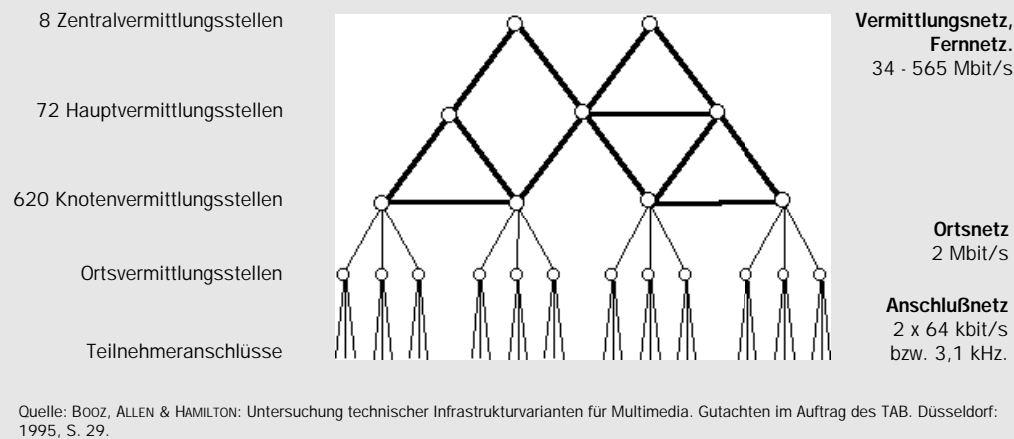 8 Zentralvermittlungsstellen
Vermittlungsnetz,
Fernnetz.
34 - 565 Mbit/s
72 Hauptvermittlungsstellen
620 Knotenvermittlungsstellen
Ortsnetz
2 Mbit/s
Ortsvermittlungsstellen
Anschlußnetz
2 x 64 kbit/s
bzw. 3,1 kHz.
Teilnehmeranschlüsse
Quelle: BOOZ, ALLEN & HAMILTON: Untersuchung technischer Infrastrukturvarianten für Multimedia. Gutachten im Auftrag des TAB. Düsseldorf:
1995, S. 29.